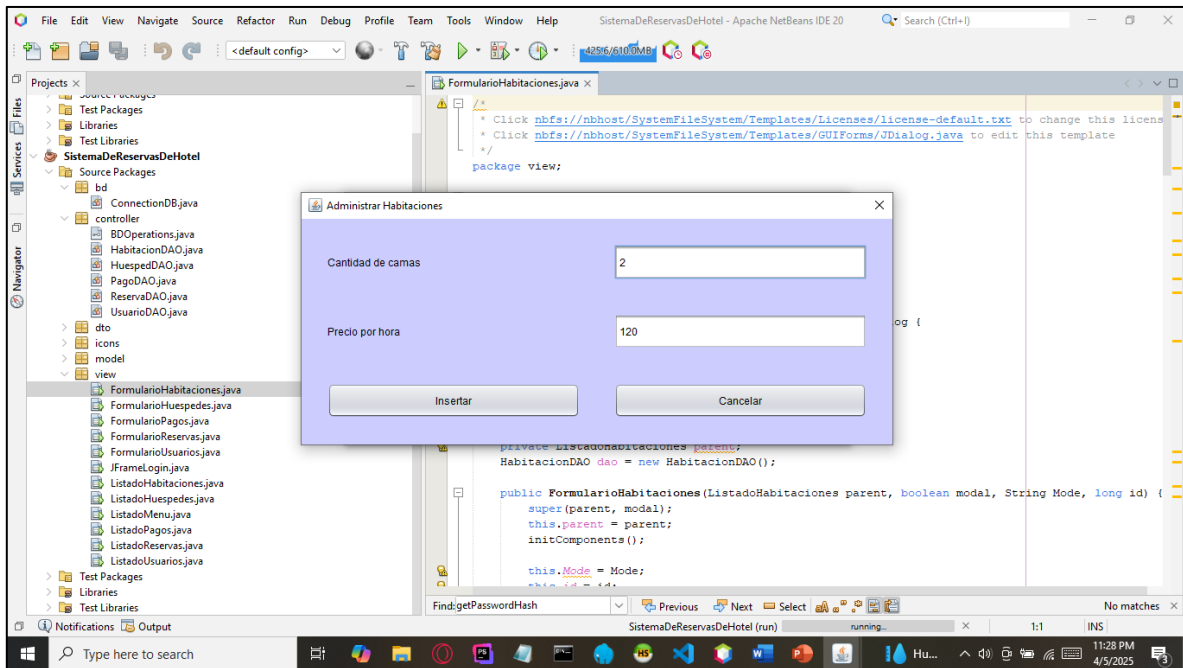 File Edit View Navigate Source Refactor Run Debug Profile Team Tools Window Help SistemaDeReservasDeHotel - Apache NetBeans IDE 20 Search (Ctrl+I)
<default config> 425.6/610.0MB
Projects
FormularioHabitaciones.java
Files
Services
Navigator
Test Packages
Libraries
Test Libraries
SistemaDeReservasDeHotel
Source Packages
bd
ConnectionDB.java
controller
BDOperations.java
HabitacionDAO.java
HuespedDAO.java
PagoDAO.java
ReservaDAO.java
UsuarioDAO.java
dto
icons
model
view
FormularioHabitaciones.java
FormularioHuespedes.java
FormularioPagos.java
FormularioReservas.java
FormularioUsuarios.java
JFrameLogin.java
ListadoHabitaciones.java
ListadoHuespedes.java
ListadoMenu.java
ListadoPagos.java
ListadoReservas.java
ListadoUsuarios.java
Test Packages
Libraries
Test Libraries
/*
* Click nbfs://nbhost/SystemFileSystem/Templates/Licenses/license-default.txt to change this licens
* Click nbfs://nbhost/SystemFileSystem/Templates/GUIForms/JDialog.java to edit this template
*/
package view;
og {
Administrar Habitaciones
Cantidad de camas 2
Precio por hora 120
Insertar Cancelar
private ListadoHabitaciones parent;
HabitacionDAO dao = new HabitacionDAO();
public FormularioHabitaciones(ListadoHabitaciones parent, boolean modal, String Mode, long id) {
super(parent, modal);
this.parent = parent;
initComponents();
this.Mode = Mode;
this.id = id;
Find: getPasswordHash Previous Next Select No matches
Notifications Output SistemaDeReservasDeHotel (run) running... 1:1 INS
Type here to search Hu... 11:28 PM
4/5/2025